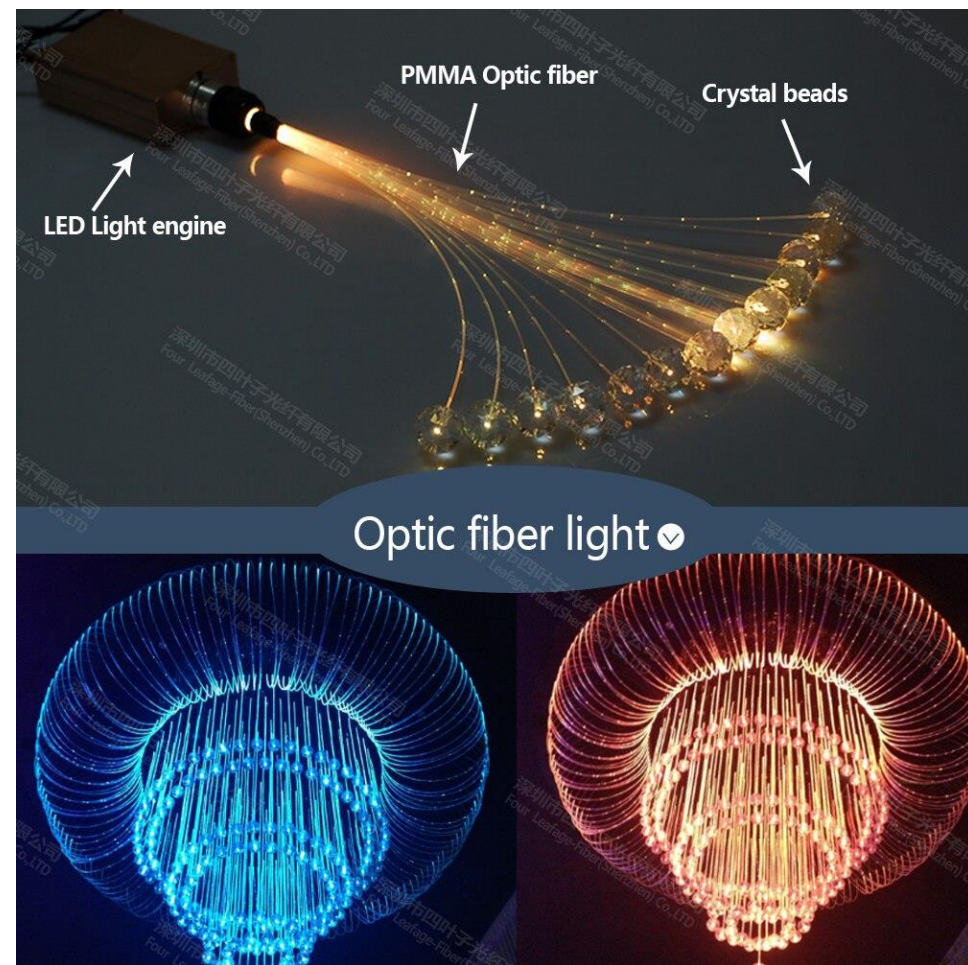 PMMA Optic fiber
Crystal beads
LED Light engine
Optic fiber light
深圳市四叶子光纤有限公司
Four Leafage-Fiber(Shenzhen) Co.,LTD